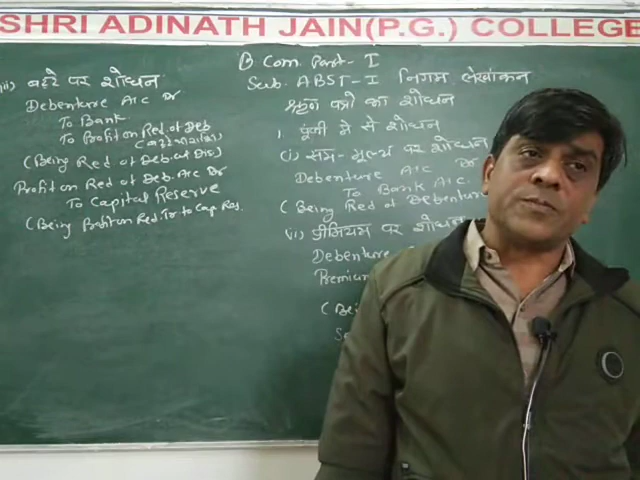 SHRI ADINATH JAIN(P.G.) COLLEGE
B Com. Part - I
Sub. ABST - I निगम लेखांकन
ऋण पत्रो का शोधन
1. पूंजी मे से शोधन
(i) सम - मूल्य पर शोधन
Debenture A/c Dr
To Bank A/c.
( Being Red of Debenture
(ii) प्रीमियम पर शोधन
Debenture
Premium
( Bei
iii) बट्टे पर शोधन
Debenture A/c Dr
To Bank
To Profit on Red. of Deb
(Being Red of Deb. at Dis.)
Profit on Red of Deb. A/c Dr
To Capital Reserve
( Being Profit on Red. Tr to Cap Res.